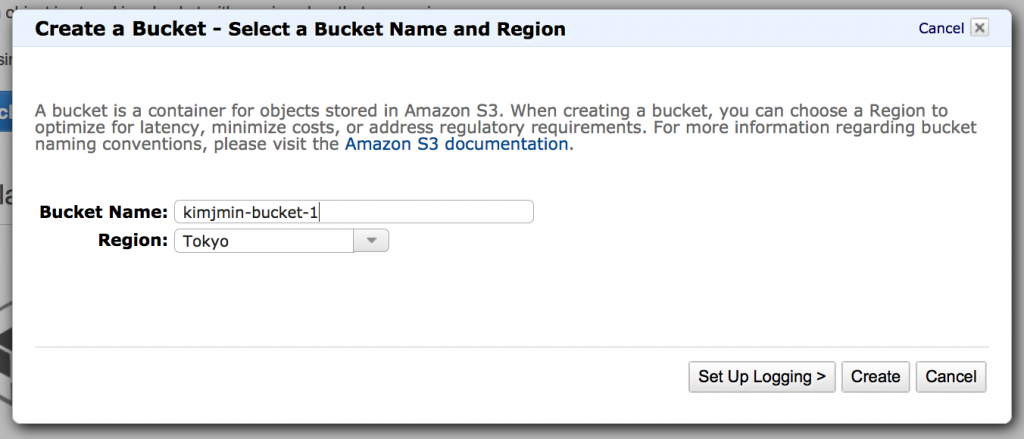 Create a Bucket - Select a Bucket Name and Region
Cancel
A bucket is a container for objects stored in Amazon S3. When creating a bucket, you can choose a Region to
optimize for latency, minimize costs, or address regulatory requirements. For more information regarding bucket
naming conventions, please visit the Amazon S3 documentation.
Bucket Name: kimjmin-bucket-1
Region: Tokyo
Set Up Logging > Create Cancel